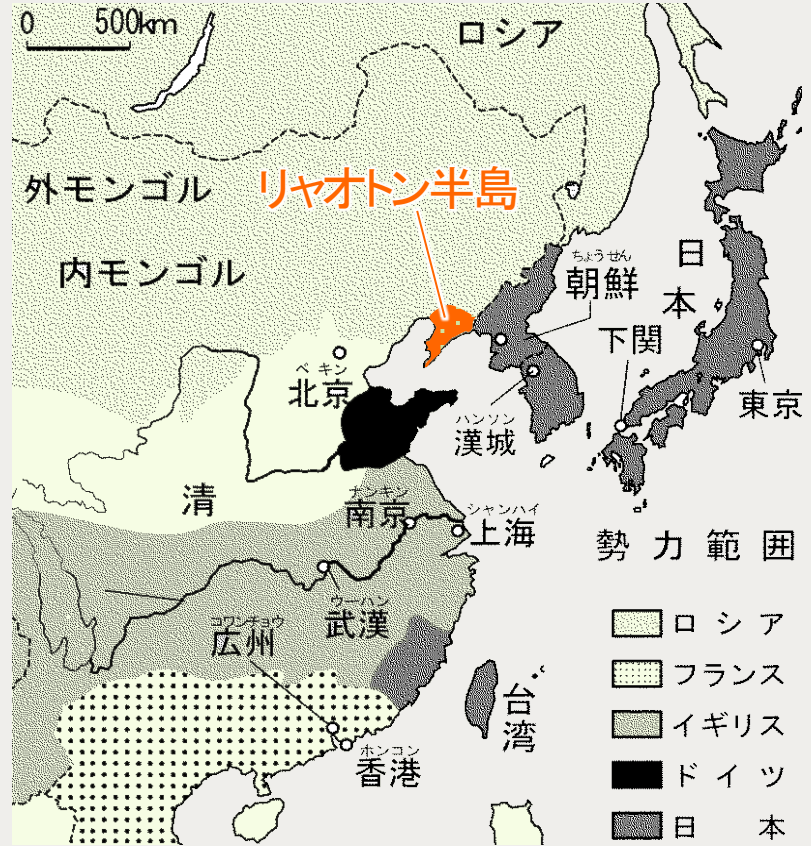 0 500km
ロシア
外モンゴル
リャオトン半島
内モンゴル
ちょうせん
朝鮮
日本
下関
ペキン
北京
東京
ハンソン
漢城
清
ナンキン
南京
シャンハイ
上海
勢力範囲
ウーハン
武漢
コワンチョウ
広州
台湾
ホンコン
香港
ロシア
フランス
イギリス
ドイツ
日本